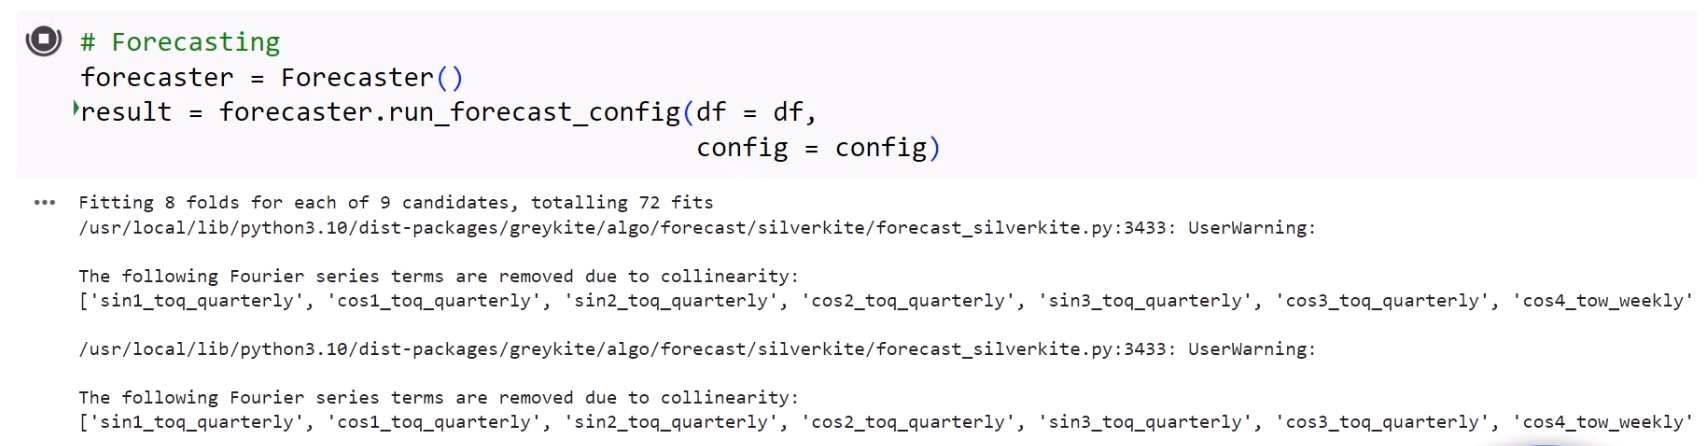 # Forecasting
forecaster = Forecaster()
result = forecaster.run_forecast_config(df = df,
config = config)
Fitting 8 folds for each of 9 candidates, totalling 72 fits
/usr/local/lib/python3.10/dist-packages/greykite/algo/forecast/silverkite/forecast_silverkite.py:3433: UserWarning:
The following Fourier series terms are removed due to collinearity:
['sin1_toq_quarterly', 'cos1_toq_quarterly', 'sin2_toq_quarterly', 'cos2_toq_quarterly', 'sin3_toq_quarterly', 'cos3_toq_quarterly', 'cos4_tow_weekly'
/usr/local/lib/python3.10/dist-packages/greykite/algo/forecast/silverkite/forecast_silverkite.py:3433: UserWarning:
The following Fourier series terms are removed due to collinearity:
['sin1_toq_quarterly', 'cos1_toq_quarterly', 'sin2_toq_quarterly', 'cos2_toq_quarterly', 'sin3_toq_quarterly', 'cos3_toq_quarterly', 'cos4_tow_weekly'